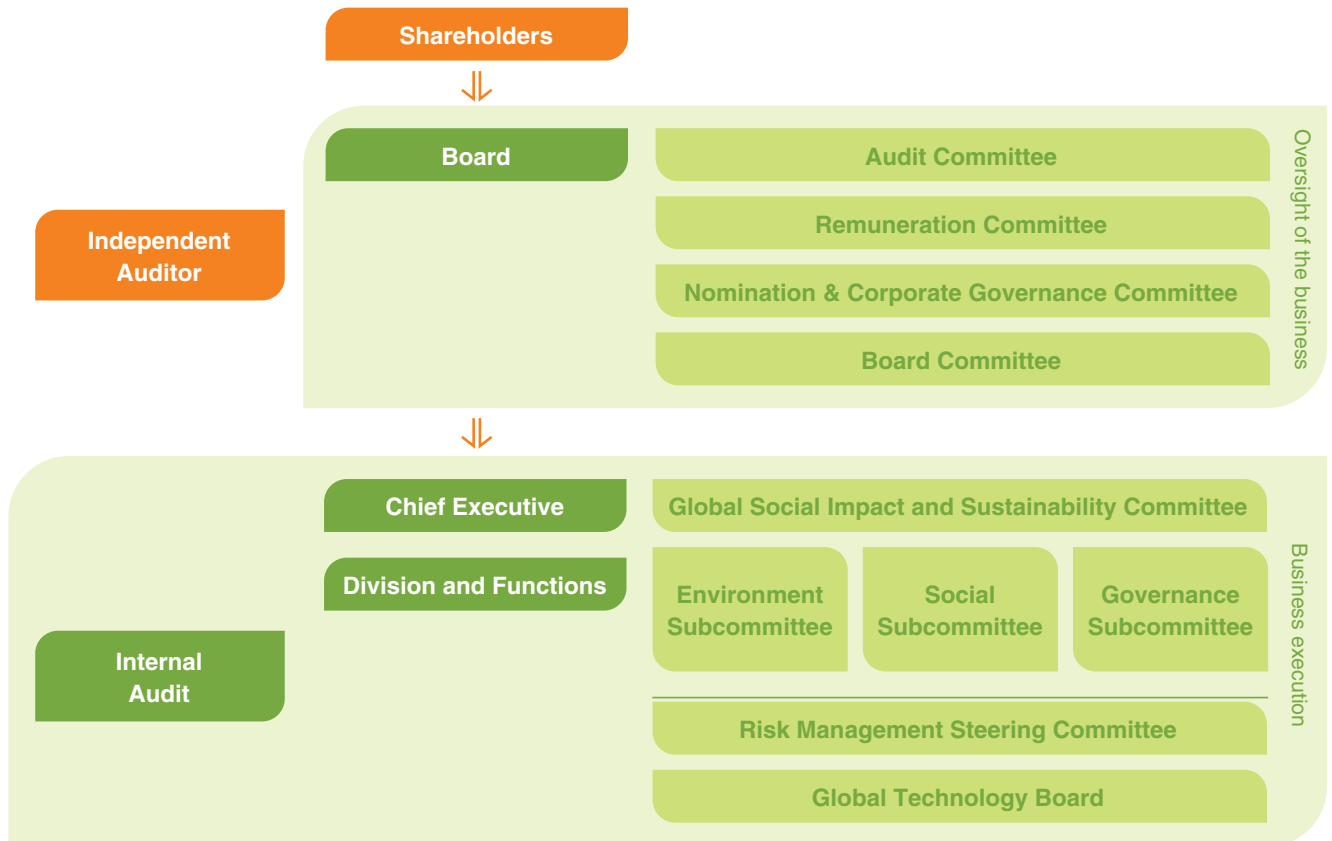 Shareholders
Board
Audit Committee
Remuneration Committee
Nomination & Corporate Governance Committee
Board Committee
Oversight of the business
Independent
Auditor
Chief Executive
Division and Functions
Global Social Impact and Sustainability Committee
Environment
Subcommittee
Social
Subcommittee
Governance
Subcommittee
Risk Management Steering Committee
Global Technology Board
Business execution
Internal
Audit